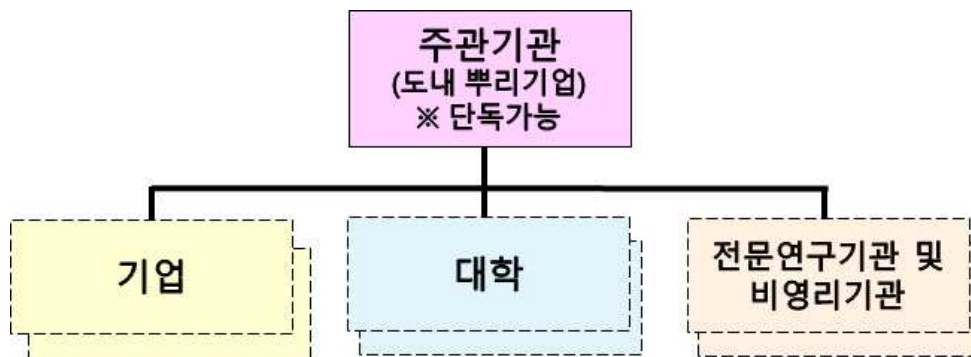 주관기관
(도내 뿌리기업)
※ 단독가능
기업
대학
전문연구기관 및
비영리기관